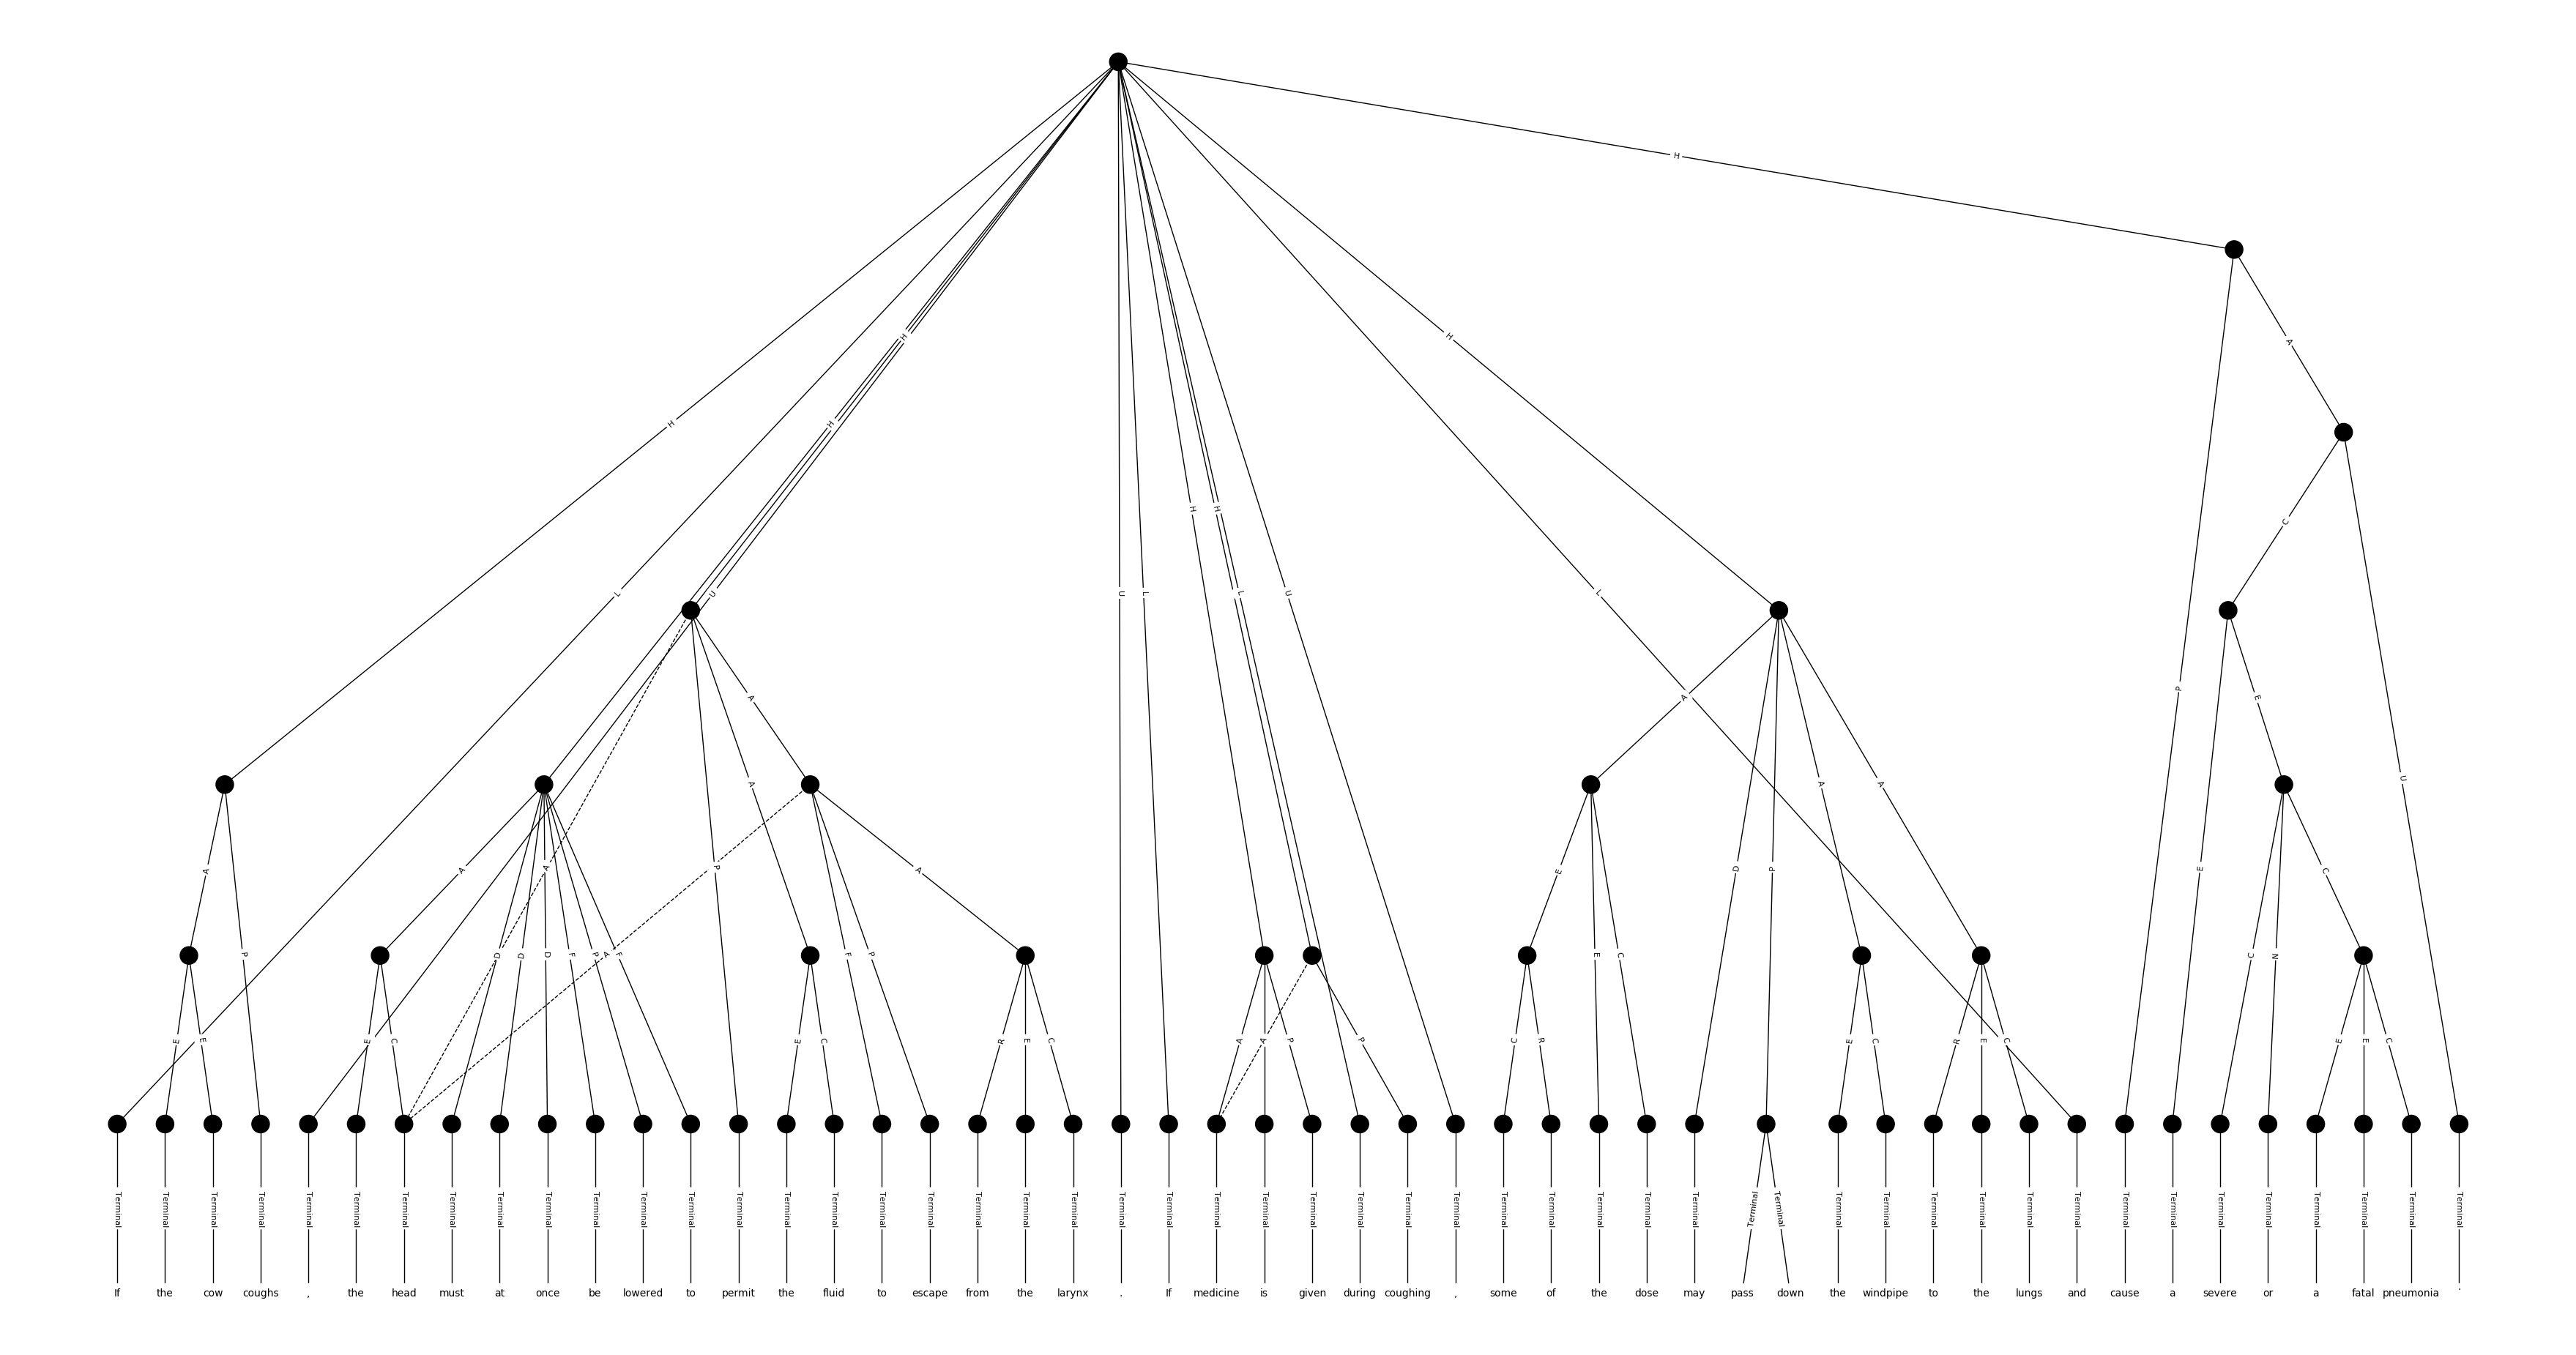 H
H
H
H
A
C
H
H
L
U
U
L
L
U
L
A
A
P
E
A
A
A
A
C
U
A
A
A
P
A
D
P
E
C
P
D
D
D
F
P
A
F
F
P
E
E
C
C
N
E
E
E
C
E
C
R
E
C
A
A
P
P
C
R
E
C
R
E
C
E
E
C
Terminal Terminal Terminal Terminal Terminal Terminal Terminal Terminal Terminal Terminal Terminal Terminal Terminal Terminal Terminal Terminal Terminal Terminal Terminal Terminal Terminal Terminal Terminal Terminal Terminal Terminal Terminal Terminal Terminal Terminal Terminal Terminal Terminal Terminal Terminal Terminal Terminal Terminal Terminal Terminal Terminal Terminal Terminal Terminal Terminal Terminal Terminal Terminal Terminal Terminal
If the cow coughs , the head must at once be lowered to permit the fluid to escape from the larynx . If medicine is given during coughing , some of the dose may pass down the windpipe to the lungs and cause a severe or a fatal pneumonia .